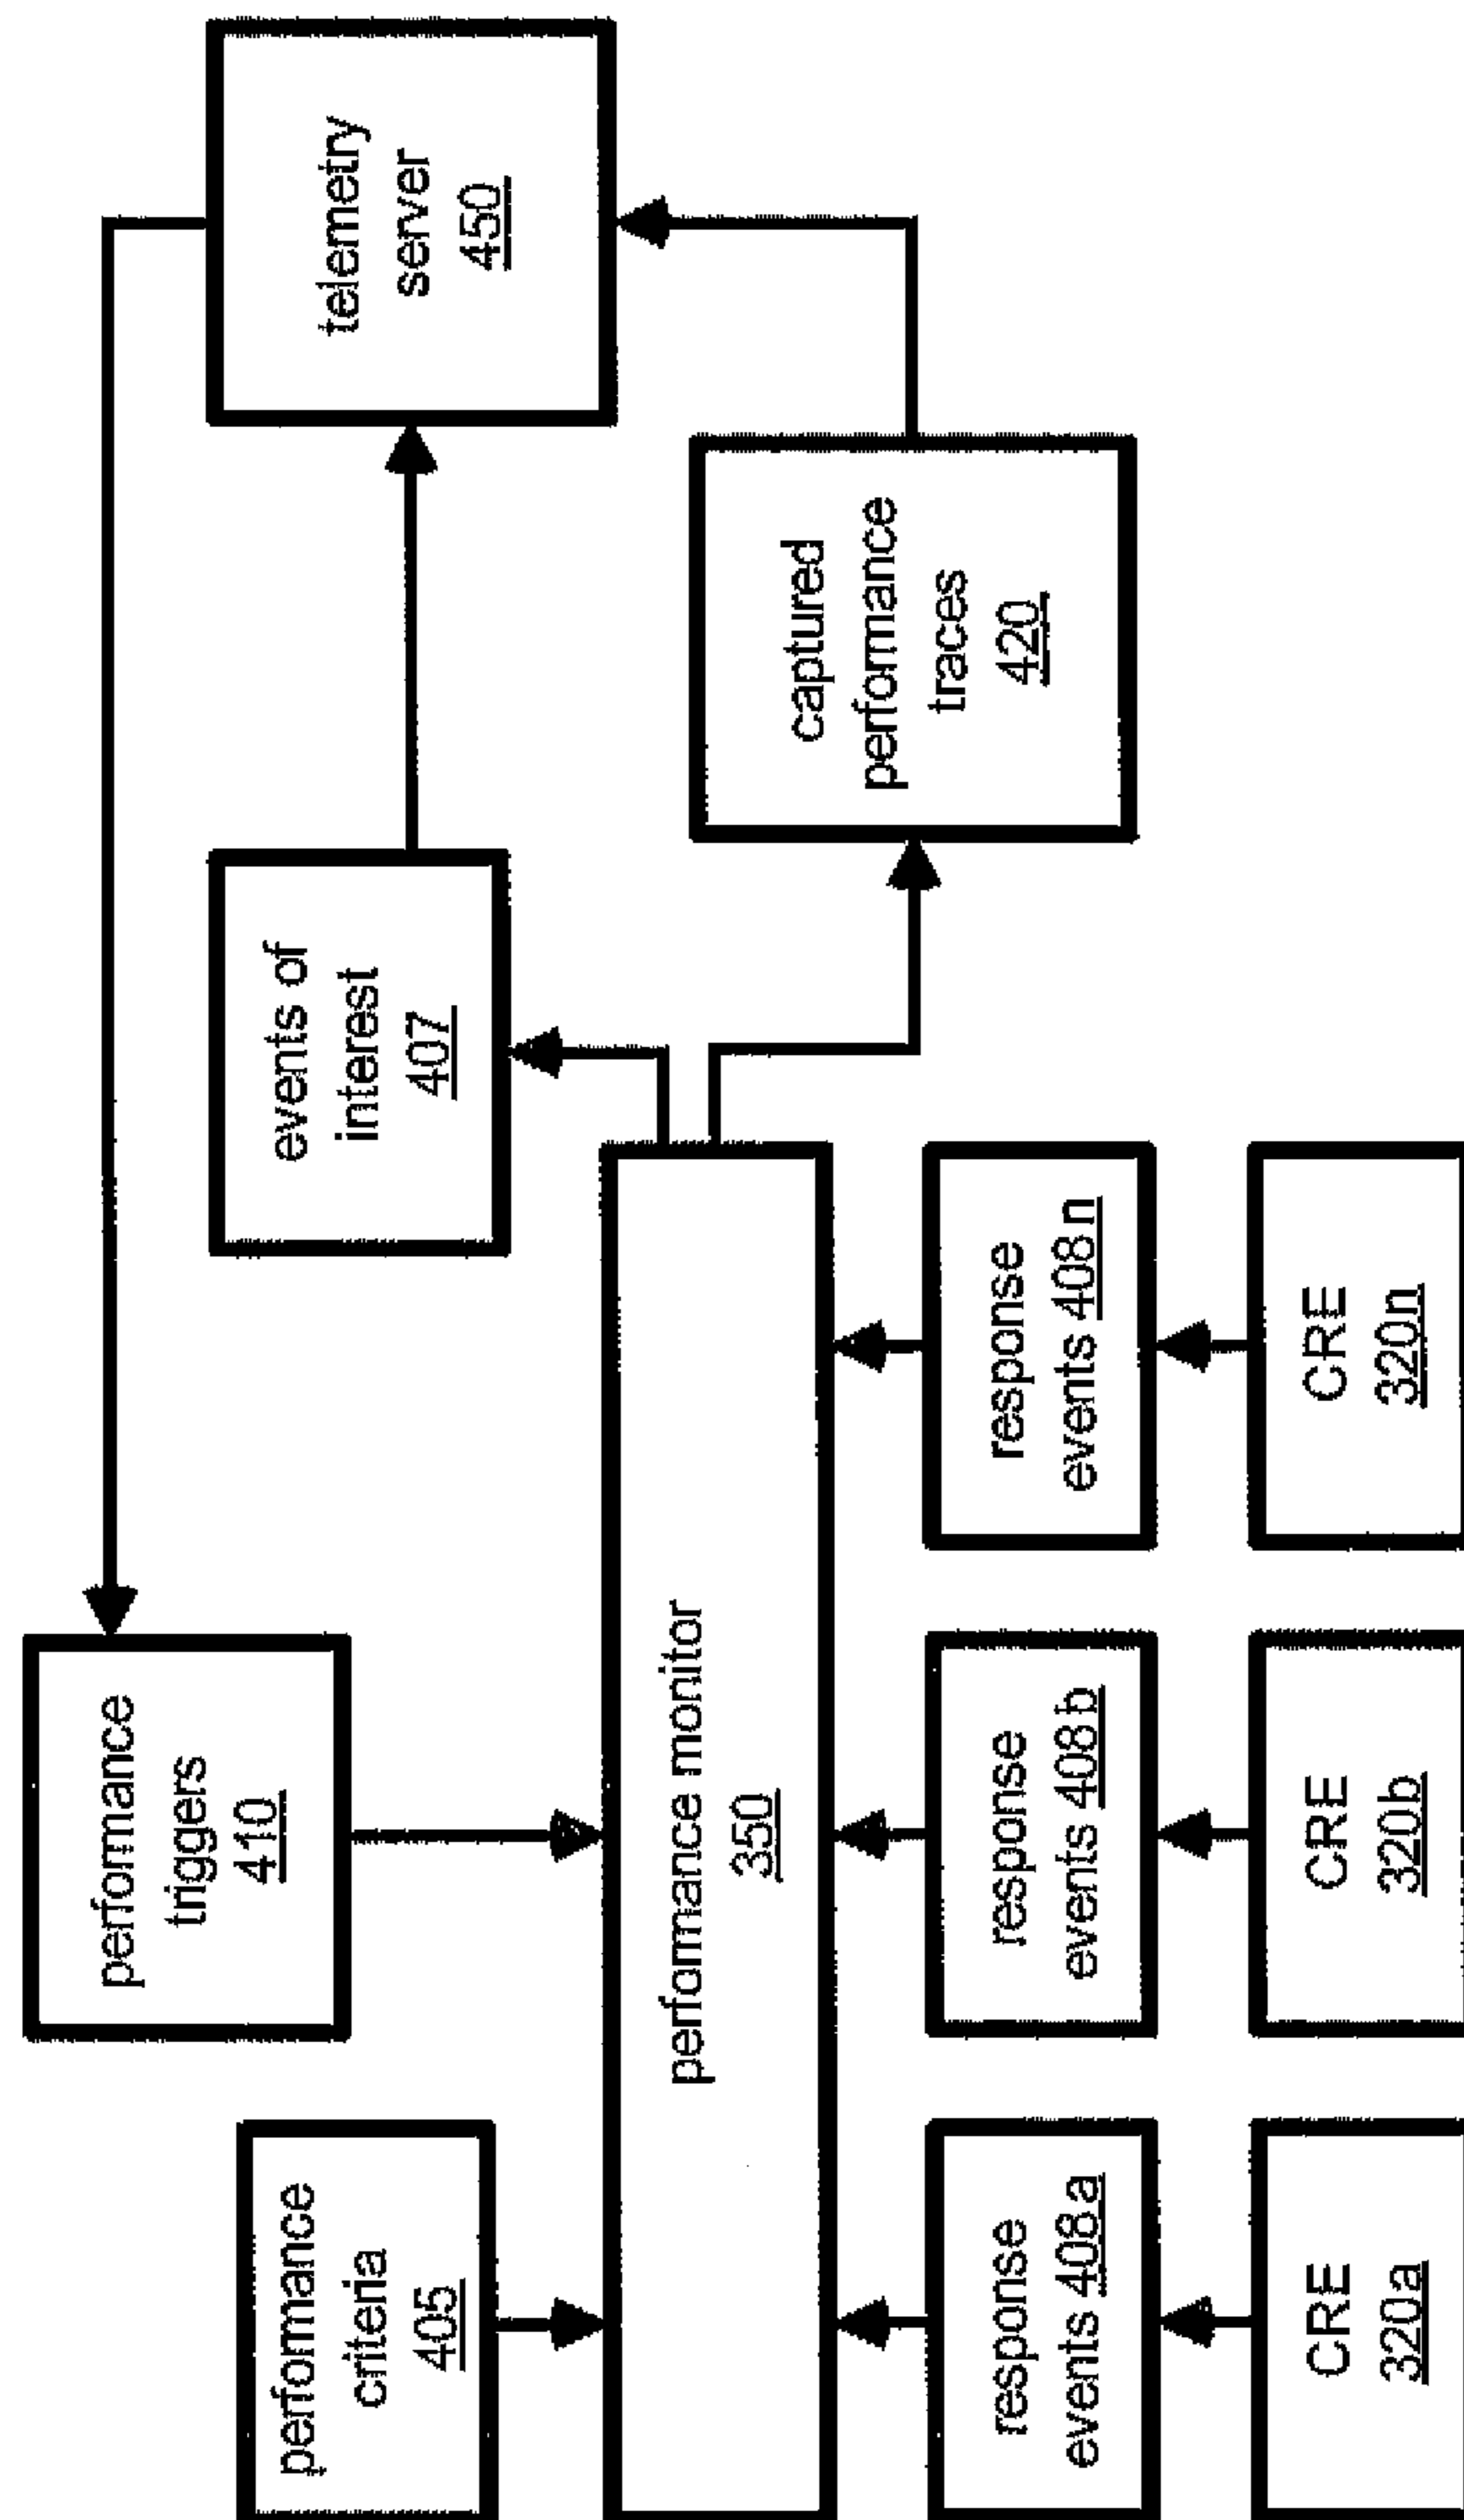 performance
triggers
410
telemetry
server
450
performance
criteria
405
events of
interest
407
performance monitor
350
captured
performance
traces
420
response
events 408a
response
events 408b
response
events 408n
CRE
320a
CRE
320b
CRE
320n